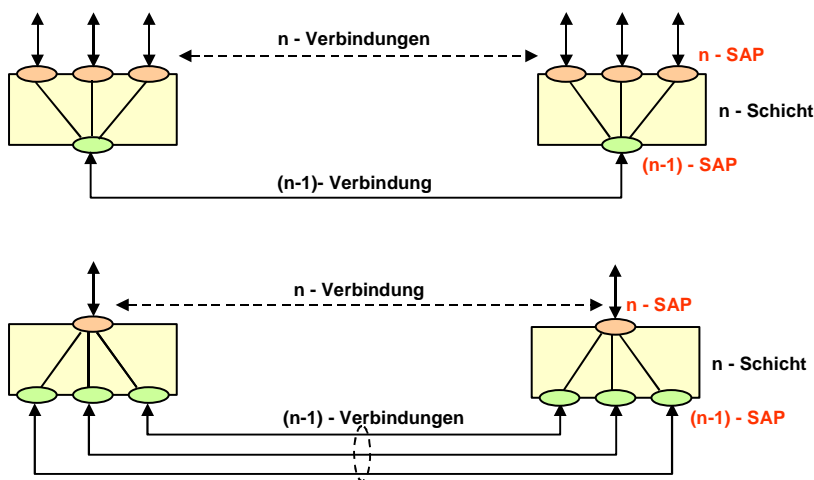 n - Verbindungen
n - SAP
n - Schicht
(n-1) - SAP
(n-1)- Verbindung
n - Verbindung
n - SAP
n - Schicht
(n-1) - Verbindungen
(n-1) - SAP